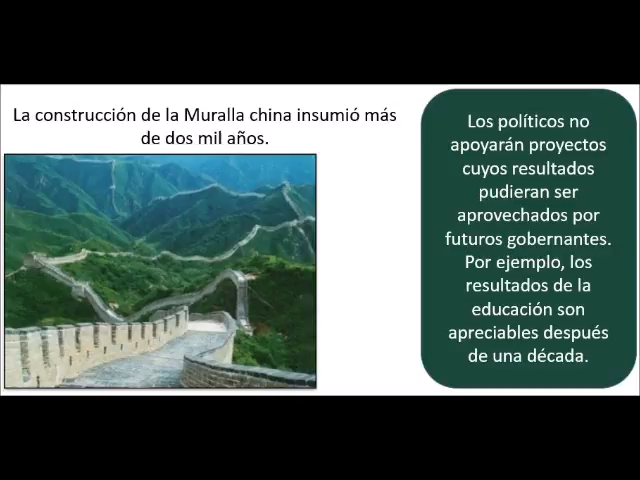 La construcción de la Muralla china insumió más
de dos mil años.
Los políticos no
apoyarán proyectos
cuyos resultados
pudieran ser
aprovechados por
futuros gobernantes.
Por ejemplo, los
resultados de la
educación son
apreciables después
de una década.